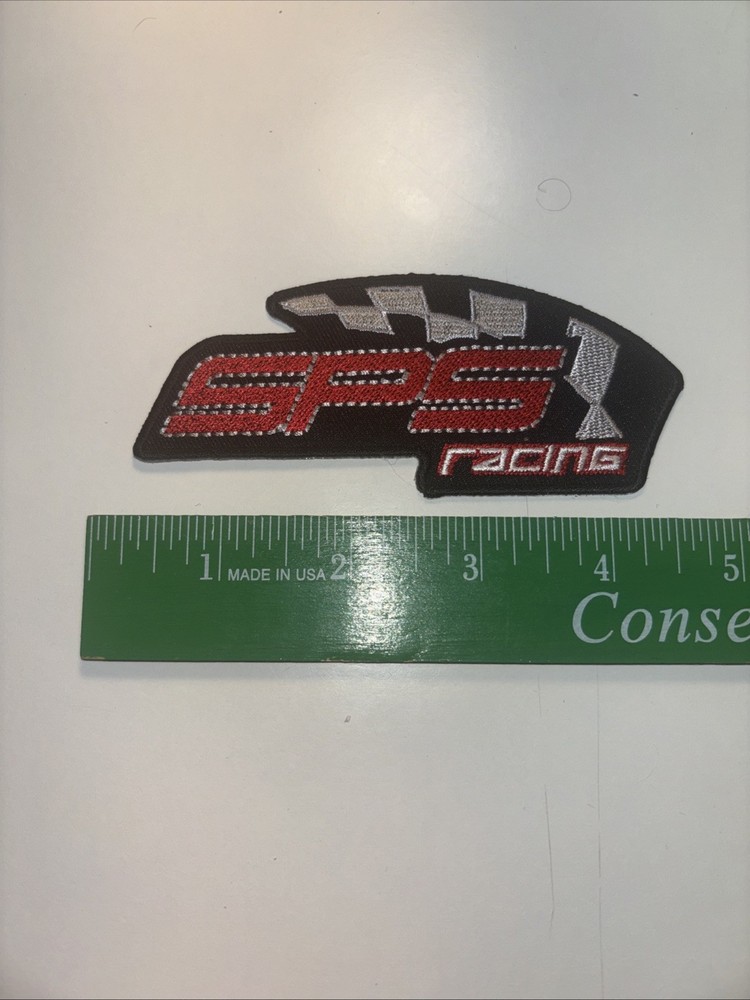 SPS
racing
1 MADE IN USA 2 3 4 5
Conse